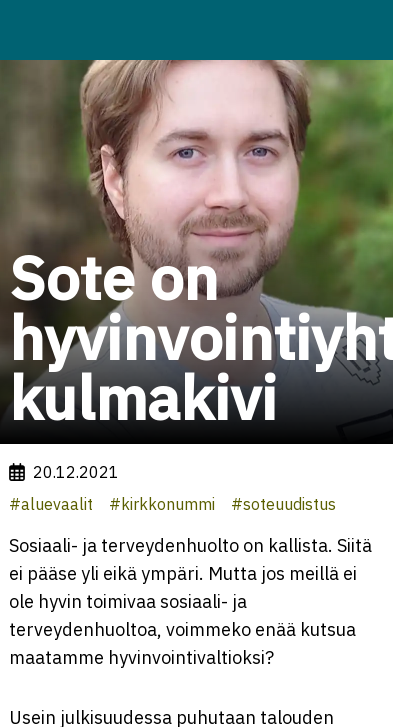 Sote on
hyvinvointiyht
kulmakivi
20.12.2021
#aluevaalit #kirkkonummi #soteuudistus
Sosiaali- ja terveydenhuolto on kallista. Siitä
ei pääse yli eikä ympäri. Mutta jos meillä ei
ole hyvin toimivaa sosiaali- ja
terveydenhuoltoa, voimmeko enää kutsua
maatamme hyvinvointivaltioksi?
Usein julkisuudessa puhutaan talouden